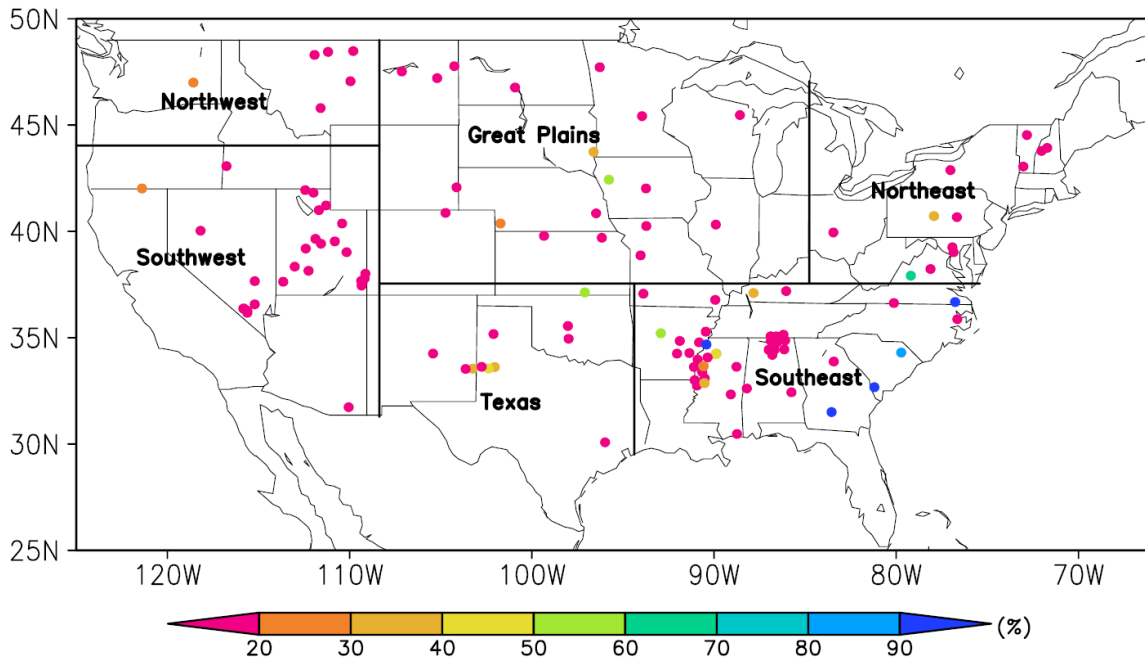 50N
45N
40N
35N
30N
25N
Northwest
Great Plains
Northeast
Southwest
Southeast
Texas
120W 110W 100W 90W 80W 70W
20 30 40 50 60 70 80 90 (%)